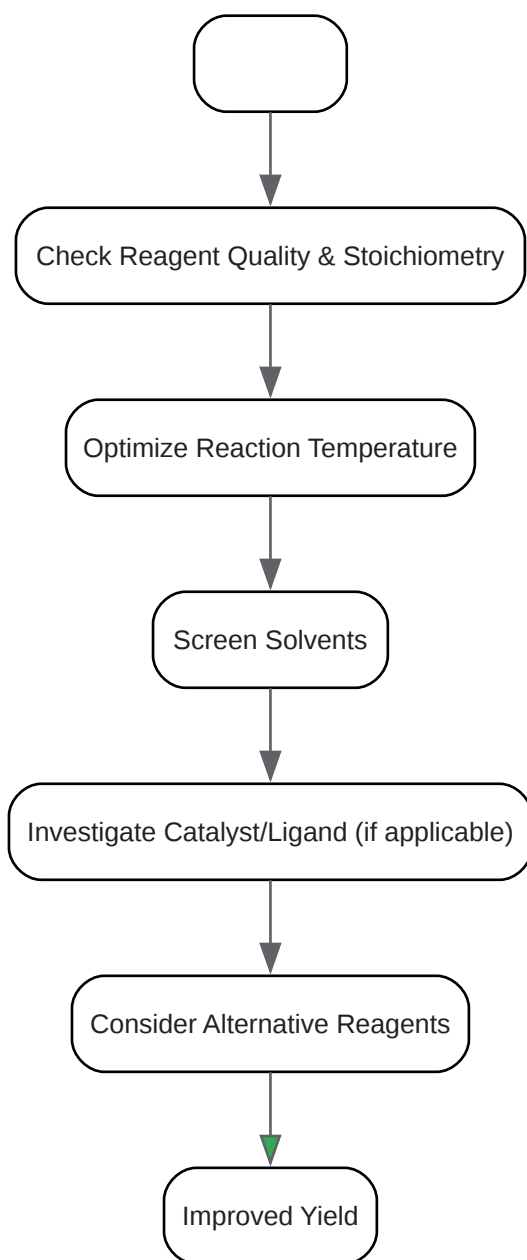 Check Reagent Quality & Stoichiometry
Optimize Reaction Temperature
Screen Solvents
Investigate Catalyst/Ligand (if applicable)
Consider Alternative Reagents
Improved Yield